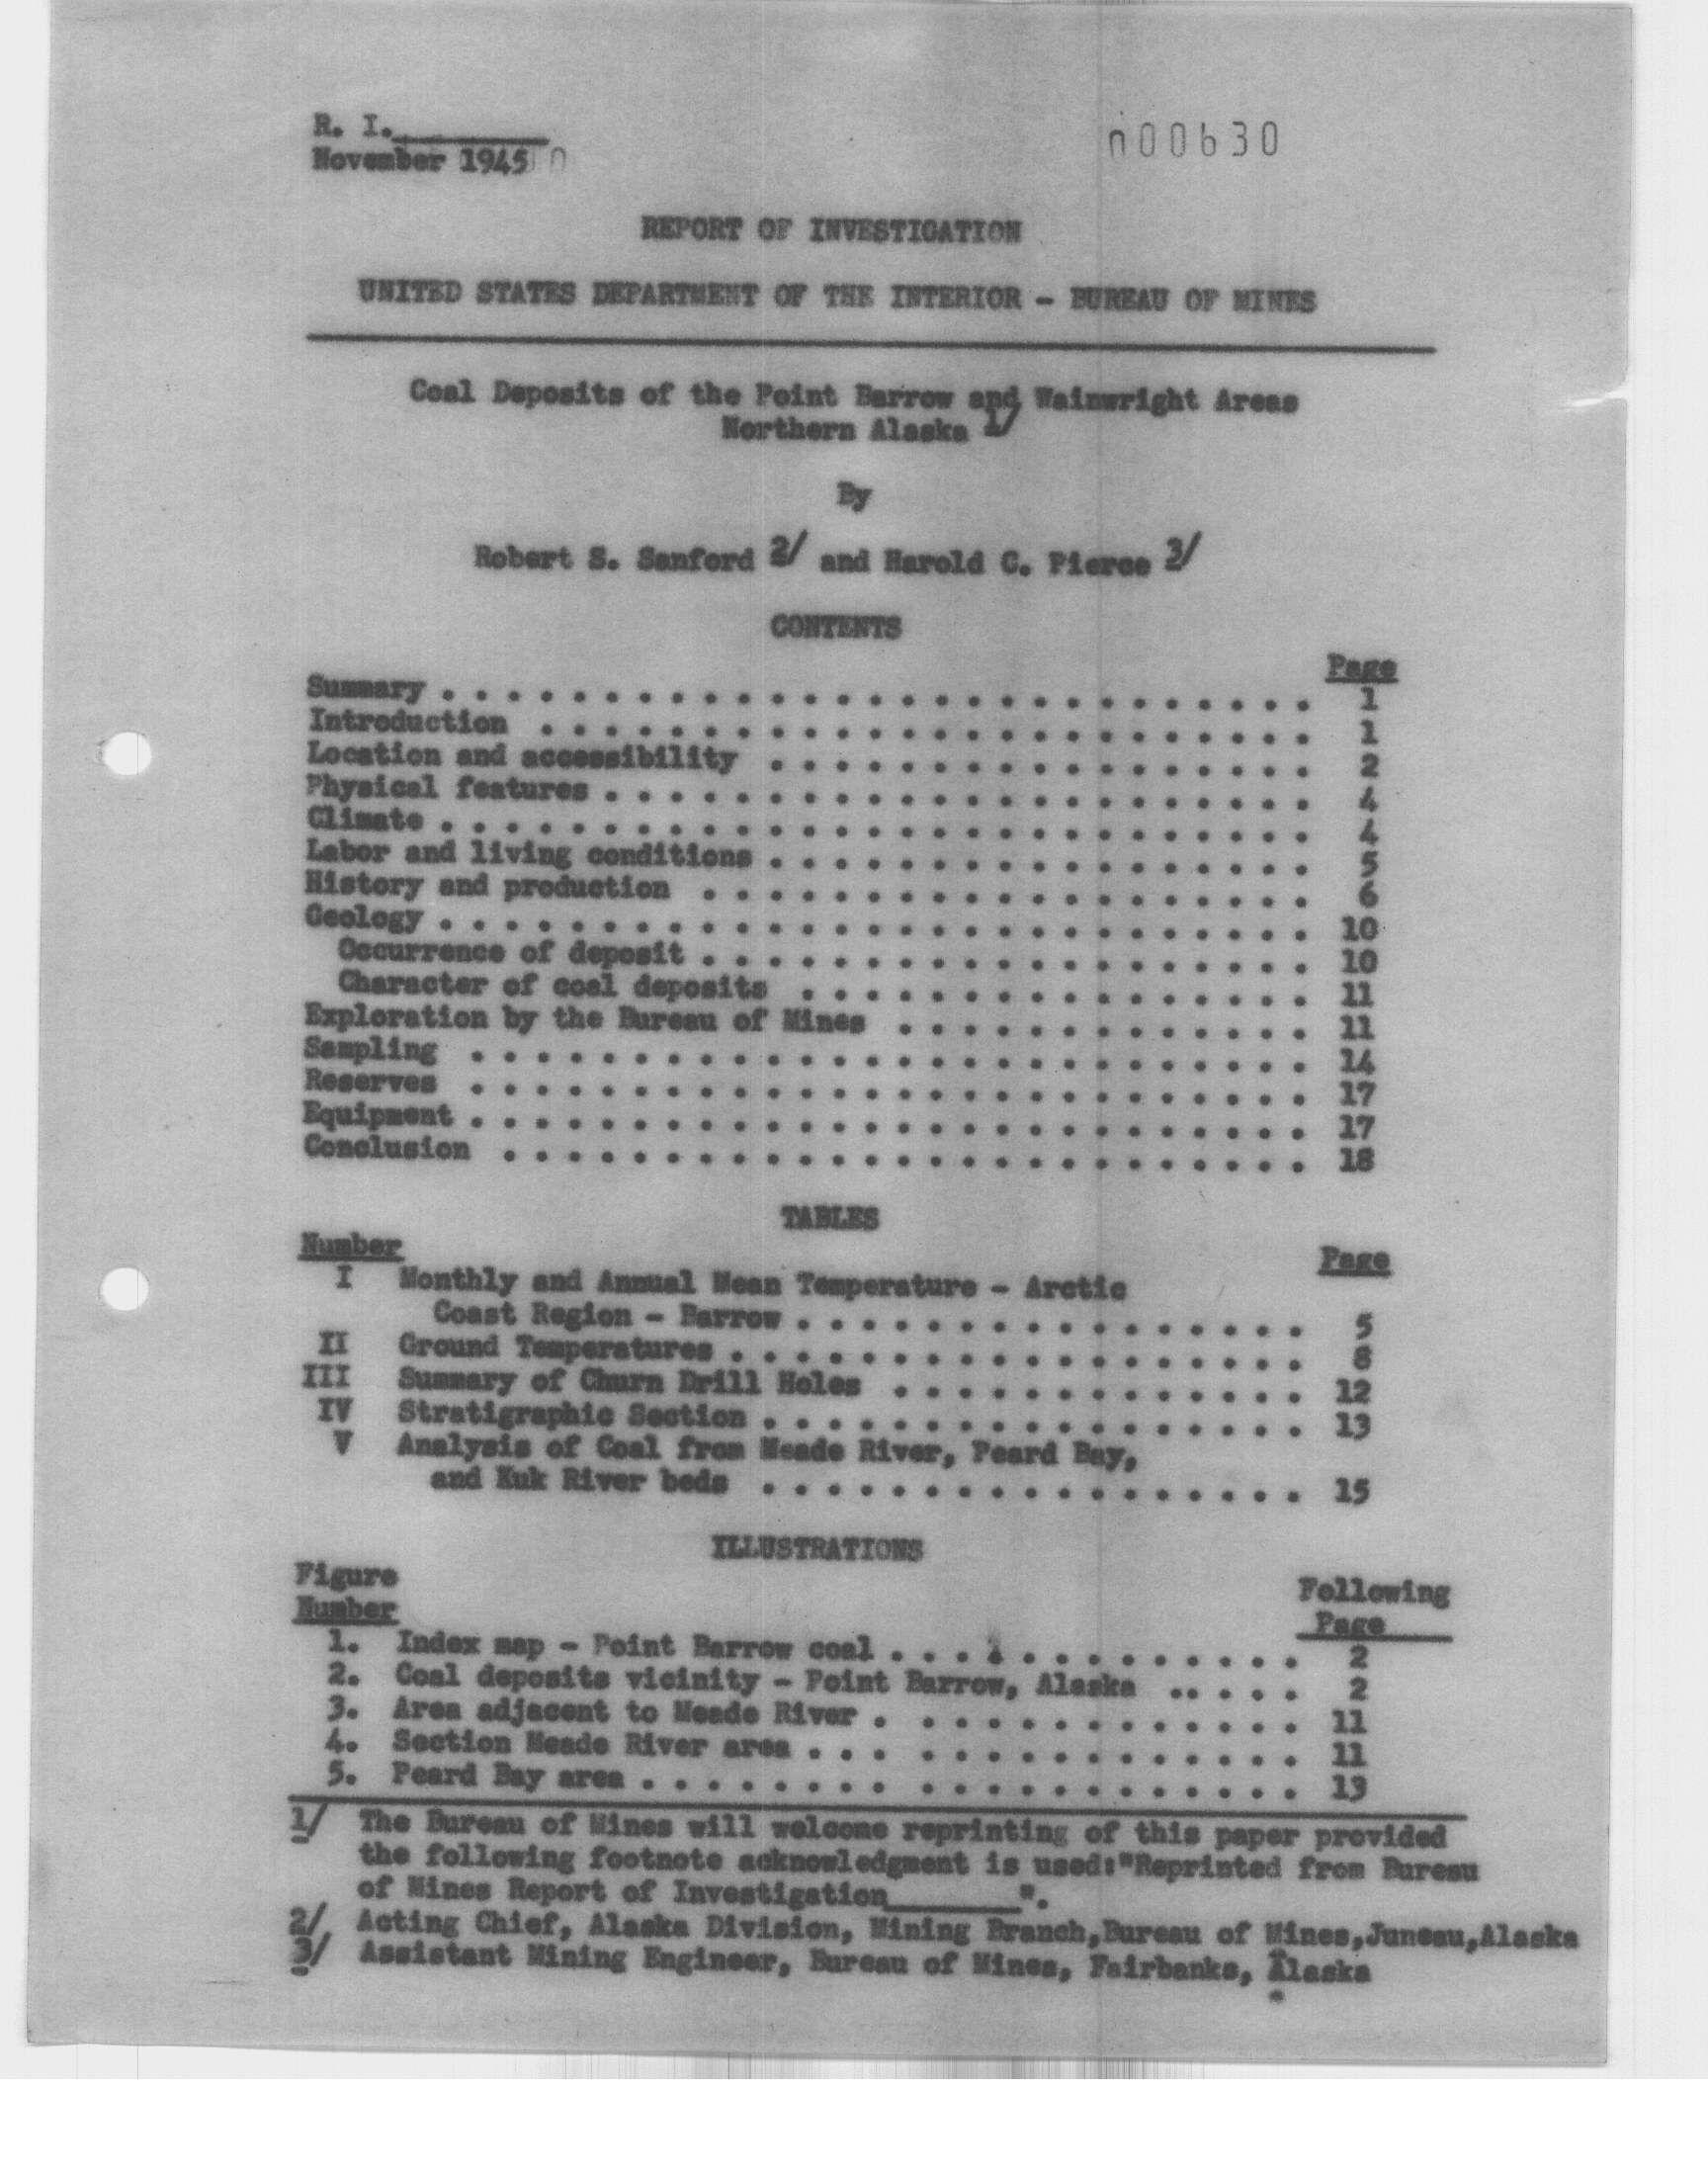 R. I.__________
November 1945
n00630
REPORT OF INVESTIGATION
UNITED STATES DEPARTMENT OF THE INTERIOR - BUREAU OF MINES
Coal Deposits of the Point Barrow and Wainwright Areas
Northern Alaska 1/
By
Robert S. Sanford 2/ and Harold C. Pierce 3/
CONTENTS
Page
Summary . . . . . . . . . . . . . . . . . . . . . . . . . . . 1
Introduction . . . . . . . . . . . . . . . . . . . . . . . . 1
Location and accessibility . . . . . . . . . . . . . . . . . 2
Physical features . . . . . . . . . . . . . . . . . . . . . . 4
Climate . . . . . . . . . . . . . . . . . . . . . . . . . . . 4
Labor and living conditions . . . . . . . . . . . . . . . . . 5
History and production . . . . . . . . . . . . . . . . . . . 6
Geology . . . . . . . . . . . . . . . . . . . . . . . . . . . 10
Occurrence of deposit . . . . . . . . . . . . . . . . . . . 10
Character of coal deposits . . . . . . . . . . . . . . . . 11
Exploration by the Bureau of Mines . . . . . . . . . . . . . 11
Sampling . . . . . . . . . . . . . . . . . . . . . . . . . . 14
Reserves . . . . . . . . . . . . . . . . . . . . . . . . . . 17
Equipment . . . . . . . . . . . . . . . . . . . . . . . . . . 17
Conclusion . . . . . . . . . . . . . . . . . . . . . . . . . 18
TABLES
Number Page
I Monthly and Annual Mean Temperature - Arctic
Coast Region - Barrow . . . . . . . . . . . . . . . . 5
II Ground Temperatures . . . . . . . . . . . . . . . . . . 8
III Summary of Churn Drill Holes . . . . . . . . . . . . . 12
IV Stratigraphic Section . . . . . . . . . . . . . . . . . 13
V Analysis of Coal from Meade River, Peard Bay,
and Kuk River beds . . . . . . . . . . . . . . . . . 15
ILLUSTRATIONS
Figure Following
Number Page
1. Index map - Point Barrow coal . . . . . . . . . . . . . 2
2. Coal deposits vicinity - Point Barrow, Alaska .. . . . 2
3. Area adjacent to Meade River . . . . . . . . . . . . . 11
4. Section Meade River area . . . . . . . . . . . . . . . 11
5. Peard Bay area . . . . . . . . . . . . . . . . . . . . 13
1/ The Bureau of Mines will welcome reprinting of this paper provided
the following footnote acknowledgment is used:"Reprinted from Bureau
of Mines Report of Investigation________".
2/ Acting Chief, Alaska Division, Mining Branch,Bureau of Mines,Juneau,Alaska
3/ Assistant Mining Engineer, Bureau of Mines, Fairbanks, Alaska